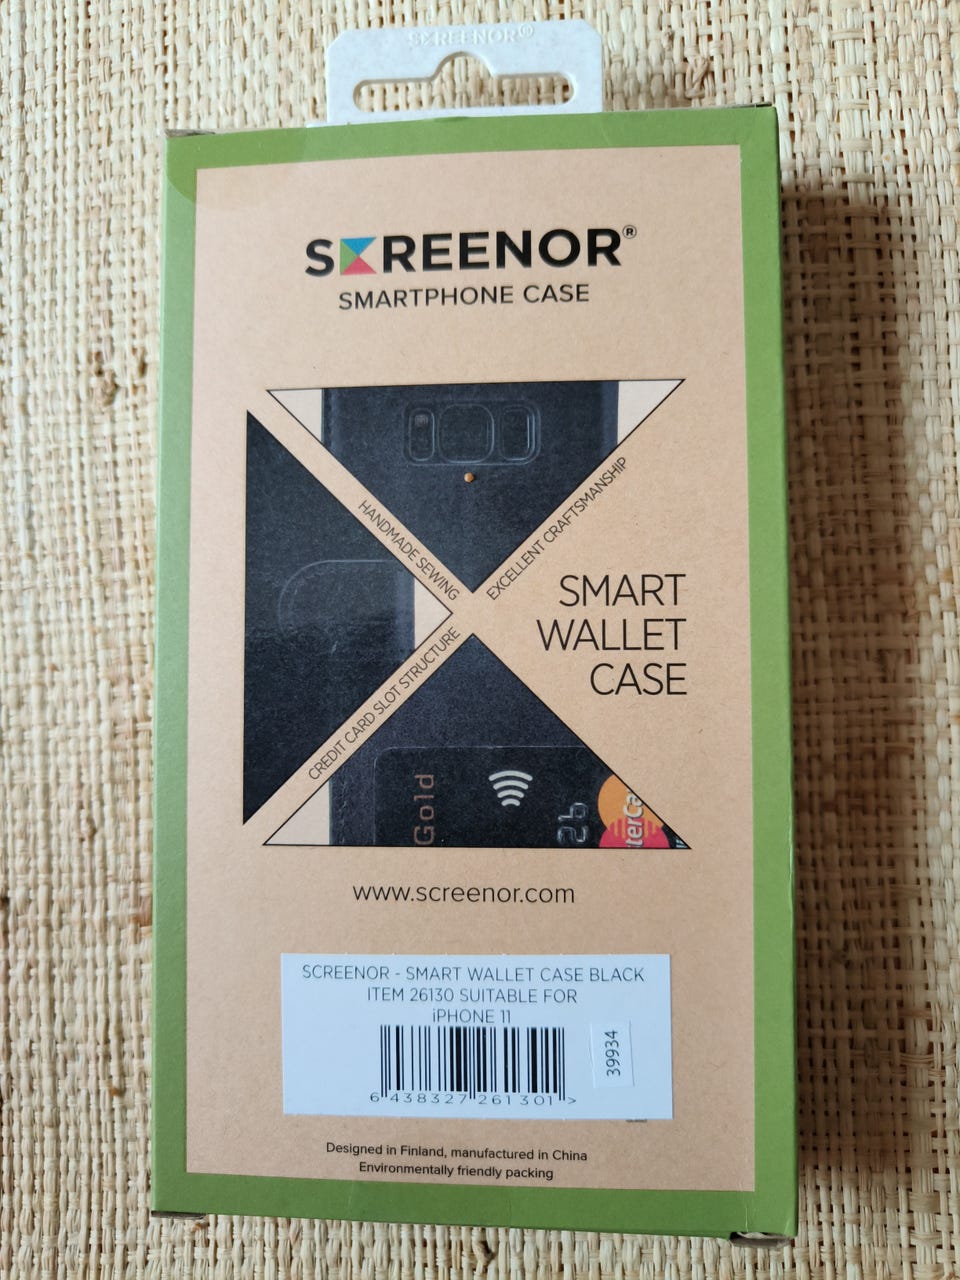 SCREENOR®
SCREENOR®
SMARTPHONE CASE
HANDMADE SEWING
EXCELLENT CRAFTSMANSHIP
CREDIT CARD SLOT STRUCTURE
SMART
WALLET
CASE
Gold
26
terCa
www.screenor.com
SCREENOR - SMART WALLET CASE BLACK
ITEM 26130 SUITABLE FOR
iPHONE 11
39934
6 438327 261301 >
Designed in Finland, manufactured in China
Environmentally friendly packing